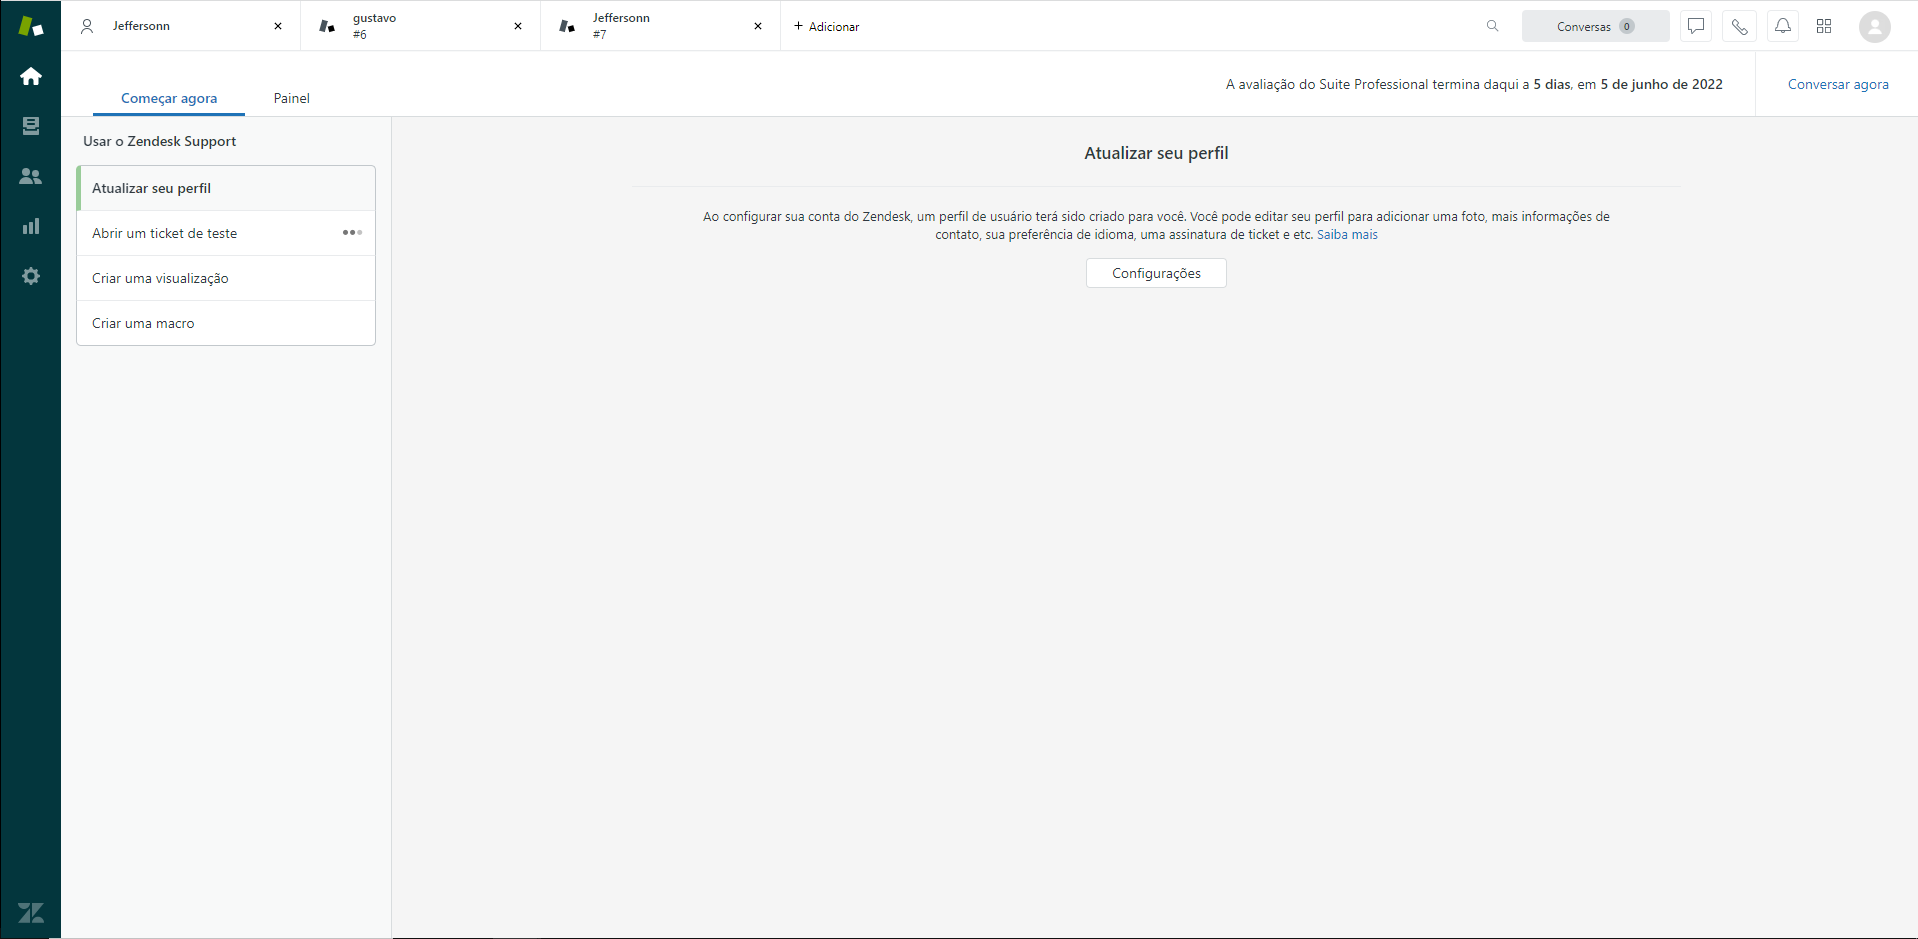 Jeffersonn
gustavo
#6
Jeffersonn
#7
+ Adicionar
Conversas 0
Começar agora
Painel
A avaliação do Suite Professional termina daqui a 5 dias, em 5 de junho de 2022
Conversar agora
Usar o Zendesk Support
Atualizar seu perfil
Abrir um ticket de teste
Criar uma visualização
Criar uma macro
Atualizar seu perfil
Ao configurar sua conta do Zendesk, um perfil de usuário terá sido criado para você. Você pode editar seu perfil para adicionar uma foto, mais informações de
contato, sua preferência de idioma, uma assinatura de ticket e etc. Saiba mais
Configurações